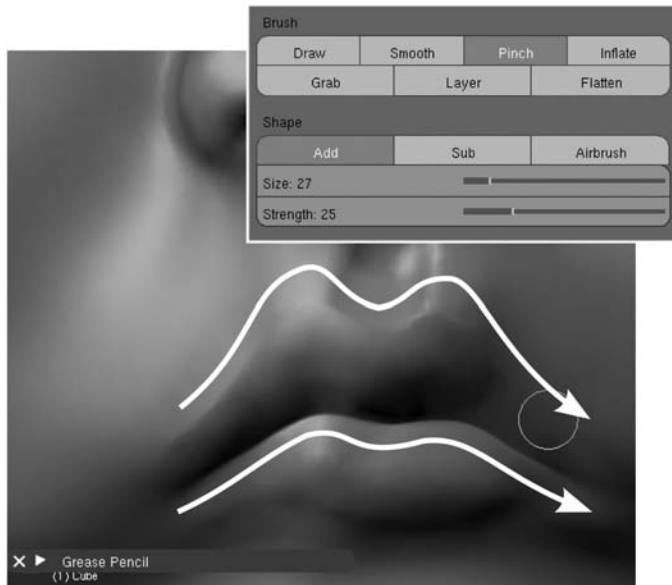 Brush
Draw Smooth Pinch Inflate
Grab Layer Flatten
Shape
Add Sub Airbrush
Size: 27
Strength: 25
Grease Pencil
(1) Cube